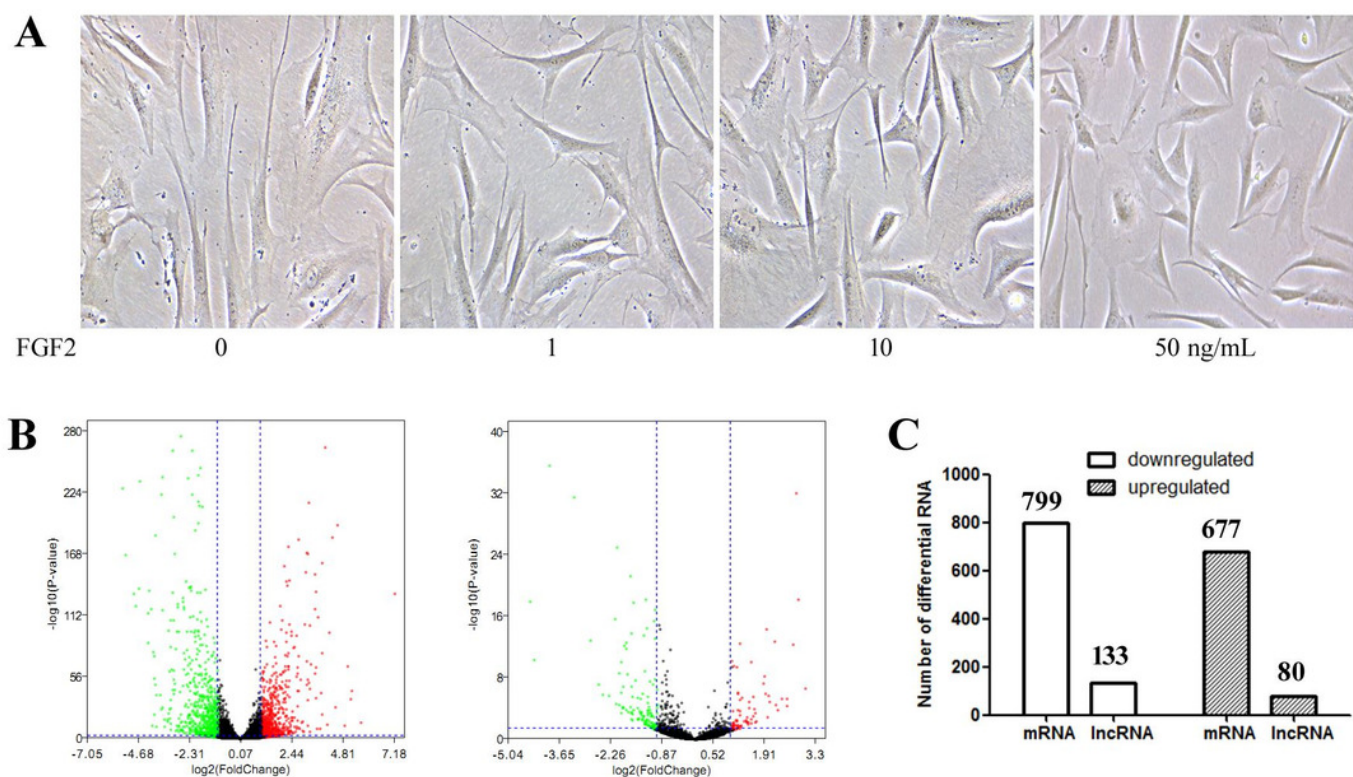 A
FGF2 0 1 10 50 ng/mL
B
280
224
168
112
56
0
-log10(P-value)
-7.05 -4.68 -2.31 0.07 2.44 4.81 7.18
log2(FoldChange)
40
32
24
16
8
0
-log10(P-value)
-5.04 -3.65 -2.26 -0.87 0.52 1.91 3.3
log2(FoldChange)
C
downregulated
upregulated
Number of differential RNA
1000
800
600
400
200
0
799
133
677
80
mRNA lncRNA mRNA lncRNA